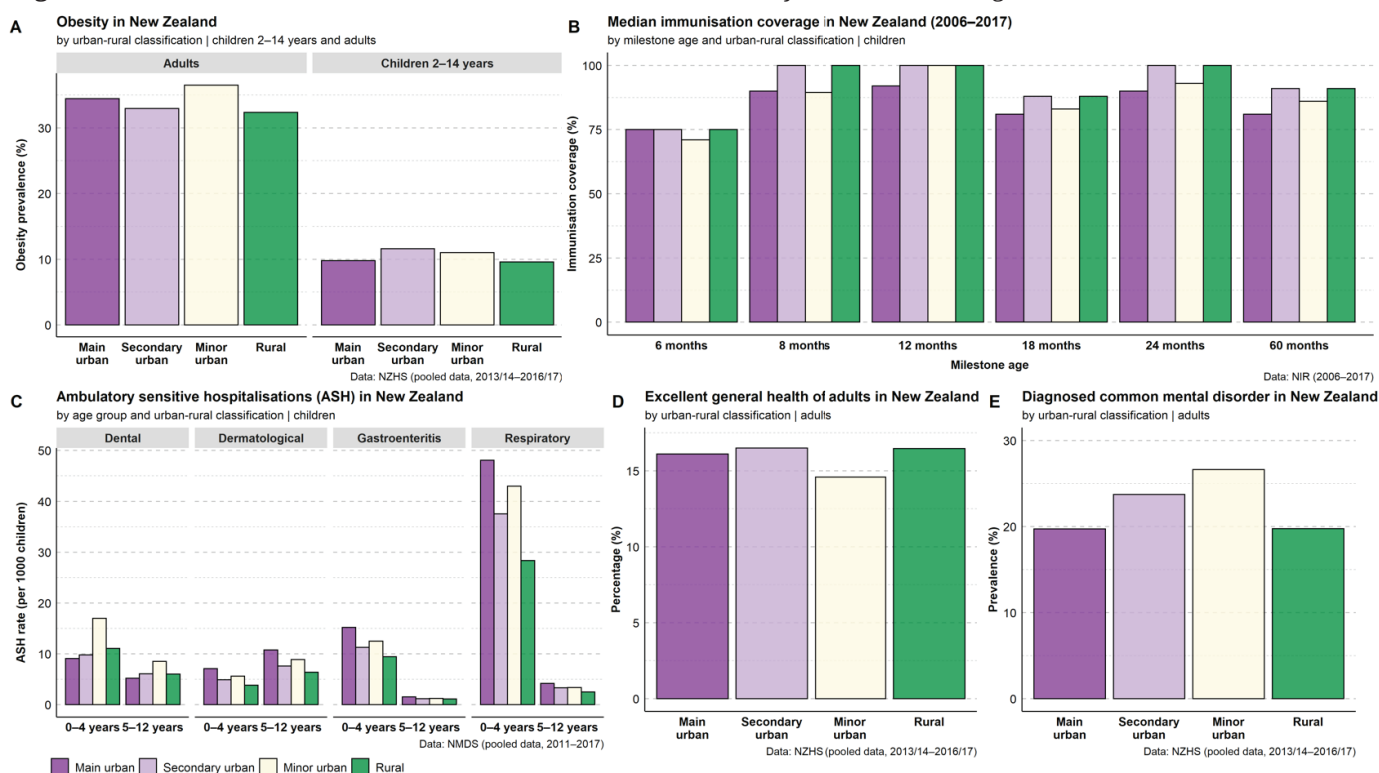 A
Obesity in New Zealand
by urban-rural classification | children 2–14 years and adults
Adults
Children 2–14 years
Obesity prevalence (%)
30
20
10
0
Main urban
Secondary urban
Minor urban
Rural
Main urban
Secondary urban
Minor urban
Rural
Data: NZHS (pooled data, 2013/14–2016/17)
B
Median immunisation coverage in New Zealand (2006–2017)
by milestone age and urban-rural classification | children
Immunisation coverage (%)
100
75
50
25
0
6 months
8 months
12 months
18 months
24 months
60 months
Milestone age
Data: NIR (2006–2017)
C
Ambulatory sensitive hospitalisations (ASH) in New Zealand
by age group and urban-rural classification | children
Dental
Dermatological
Gastroenteritis
Respiratory
ASH rate (per 1000 children)
50
40
30
20
10
0
0–4 years 5–12 years
0–4 years 5–12 years
0–4 years 5–12 years
0–4 years 5–12 years
Data: NMDS (pooled data, 2011–2017)
Main urban
Secondary urban
Minor urban
Rural
D
Excellent general health of adults in New Zealand
by urban-rural classification | adults
Percentage (%)
15
10
5
0
Main urban
Secondary urban
Minor urban
Rural
Data: NZHS (pooled data, 2013/14–2016/17)
E
Diagnosed common mental disorder in New Zealand
by urban-rural classification | adults
Prevalence (%)
30
20
10
0
Main urban
Secondary urban
Minor urban
Rural
Data: NZHS (pooled data, 2013/14–2016/17)